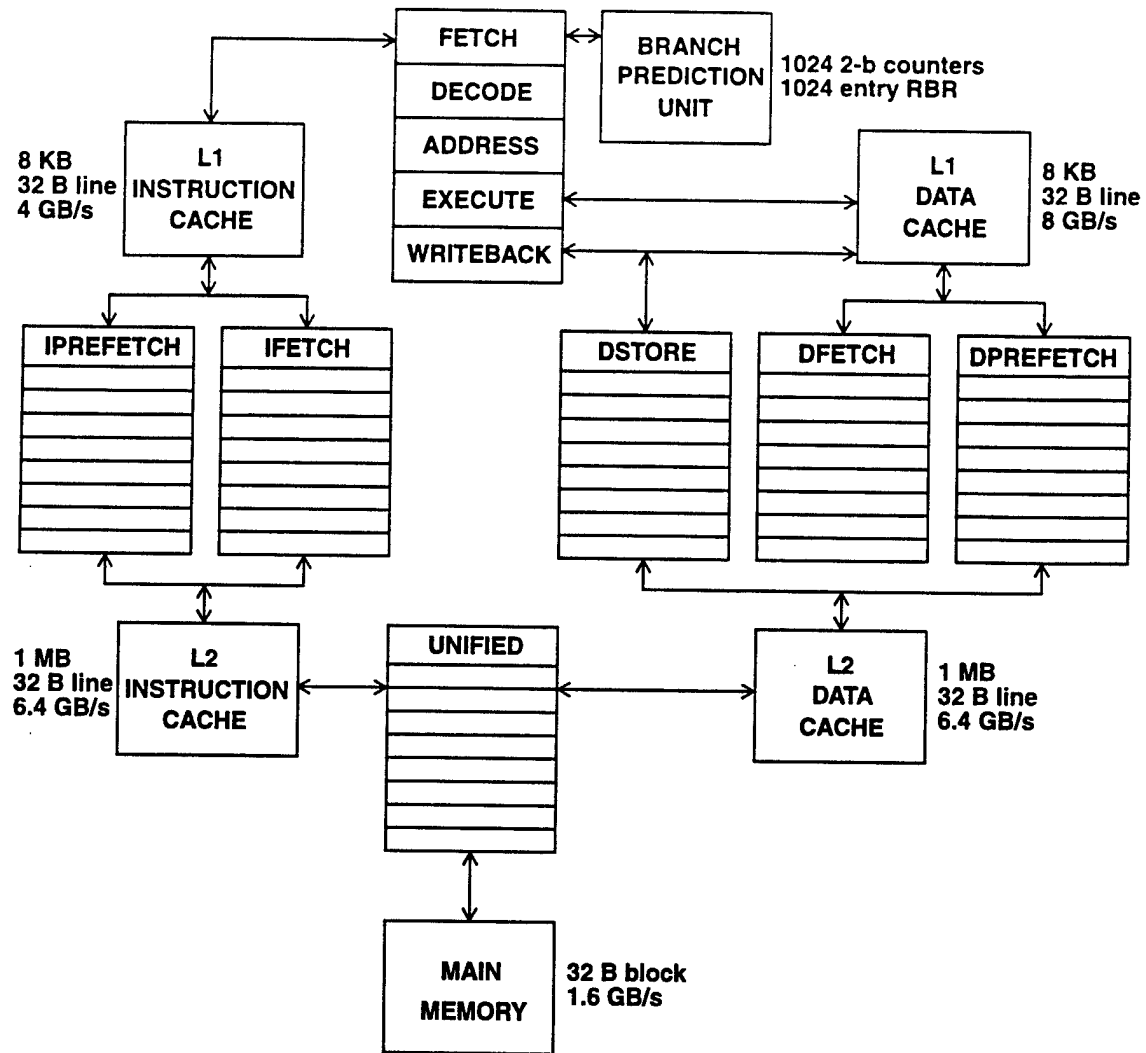 FETCH
DECODE
ADDRESS
EXECUTE
WRITEBACK
BRANCH
PREDICTION
UNIT
1024 2-b counters
1024 entry RBR
8 KB
32 B line
4 GB/s
L1
INSTRUCTION
CACHE
L1
DATA
CACHE
8 KB
32 B line
8 GB/s
IPREFETCH
IFETCH
DSTORE
DFETCH
DPREFETCH
1 MB
32 B line
6.4 GB/s
L2
INSTRUCTION
CACHE
UNIFIED
L2
DATA
CACHE
1 MB
32 B line
6.4 GB/s
MAIN
MEMORY
32 B block
1.6 GB/s